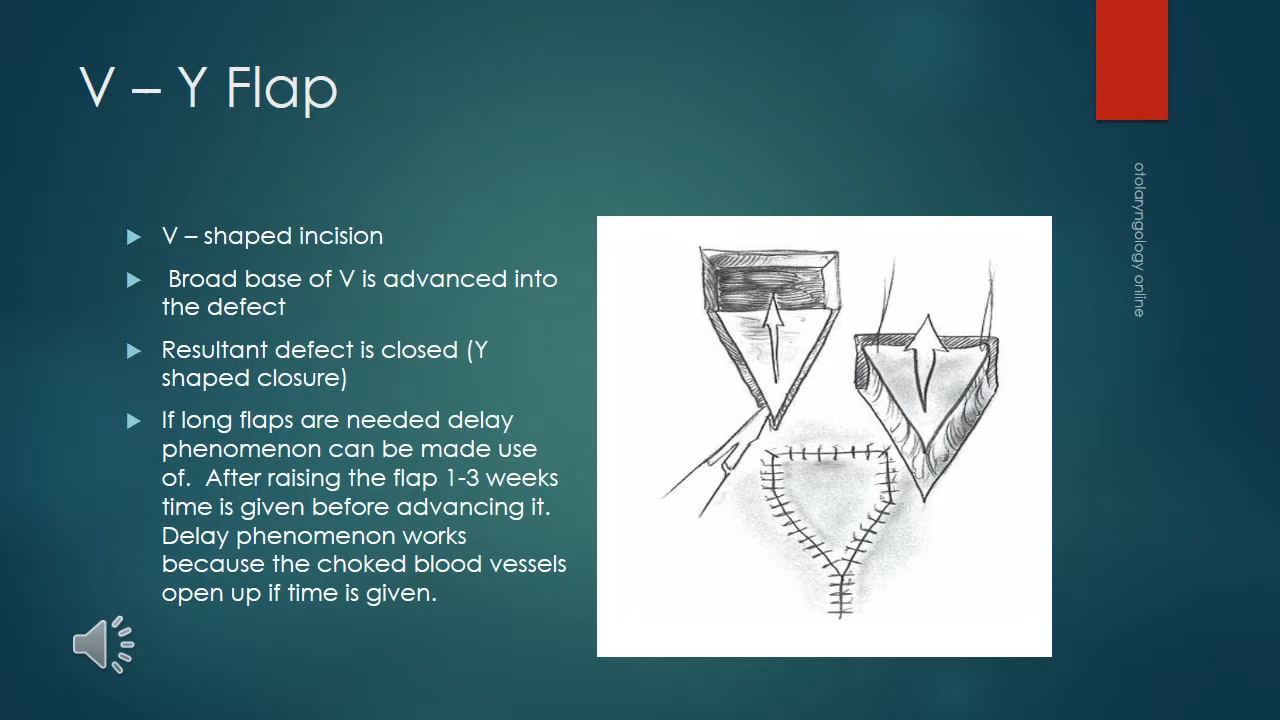 V – Y Flap
V – shaped incision
Broad base of V is advanced into
the defect
Resultant defect is closed (Y
shaped closure)
If long flaps are needed delay
phenomenon can be made use
of.  After raising the flap 1-3 weeks
time is given before advancing it.
Delay phenomenon works
because the choked blood vessels
open up if time is given.
otolaryngology online